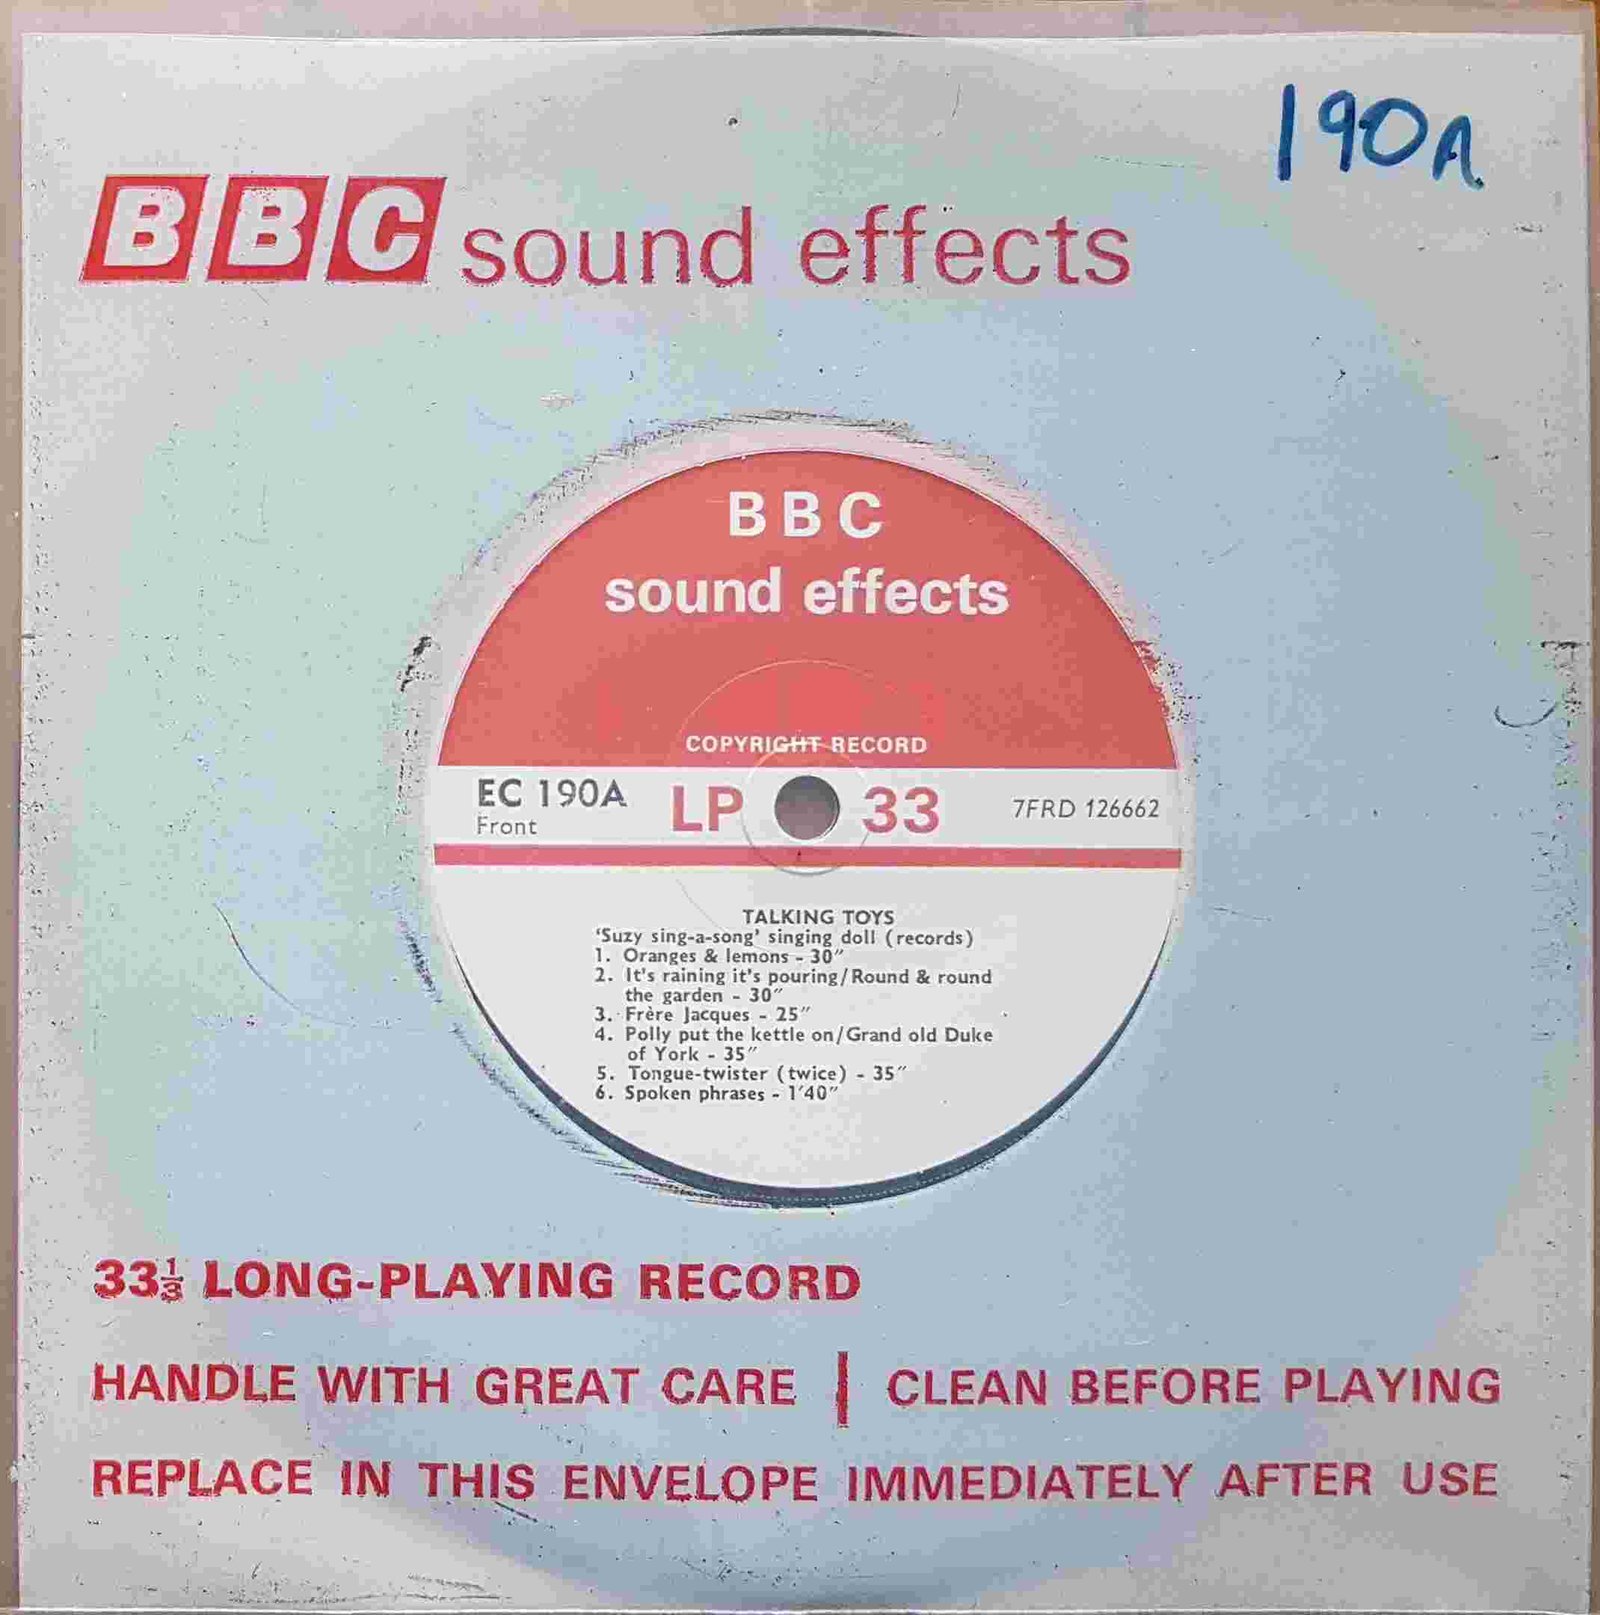 190A
BBC sound effects
BBC
sound effects
COPYRIGHT RECORD
EC 190A
Front
LP 33
7FRD 126662
TALKING TOYS
‘Suzy sing-a-song’ singing doll (records)
1. Oranges & lemons - 30″
2. It's raining it's pouring/Round & round
the garden - 30″
3. Frère Jacques - 25″
4. Polly put the kettle on/Grand old Duke
of York - 35″
5. Tongue-twister (twice) - 35″
6. Spoken phrases - 1′40″
33⅓ LONG-PLAYING RECORD
HANDLE WITH GREAT CARE | CLEAN BEFORE PLAYING
REPLACE IN THIS ENVELOPE IMMEDIATELY AFTER USE